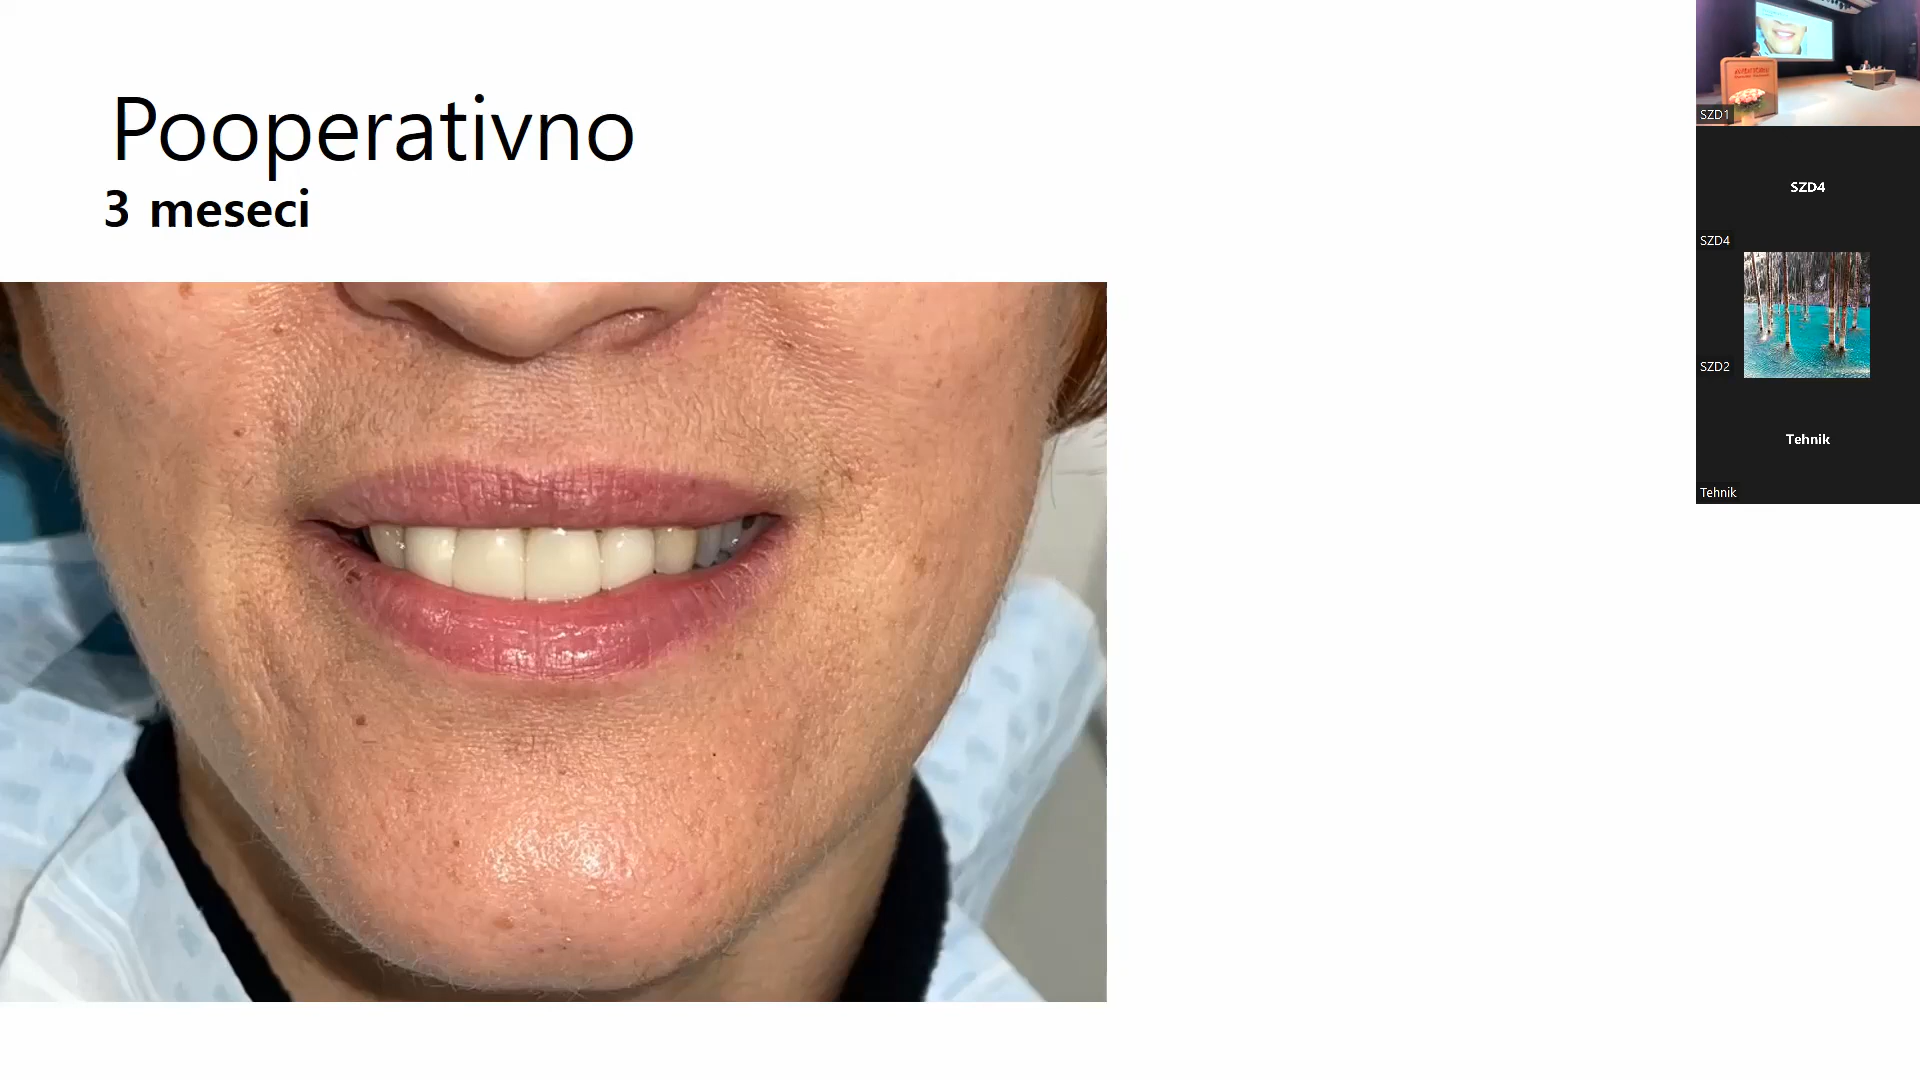 Pooperativno
3 meseci
SZD1
SZD4
SZD4
SZD2
Tehnik
Tehnik